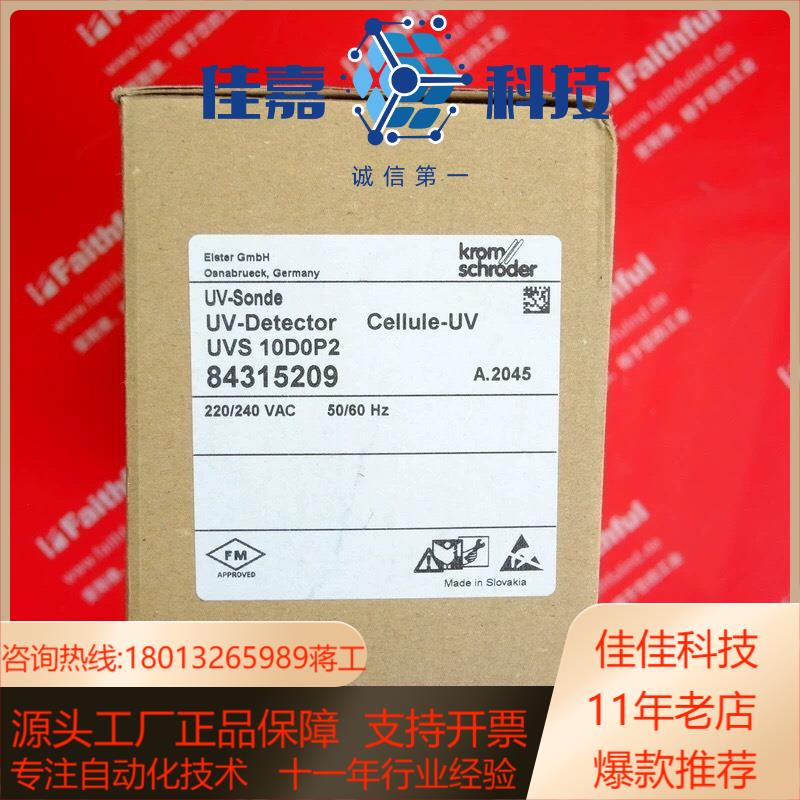 佳嘉 科技
诚信第一
Faithful
Elster GmbH
Osnabrueck, Germany
krom
schroder
UV-Sonde
UV-Detector Cellule-UV
UVS 10D0P2
84315209 A.2045
220/240 VAC 50/60 Hz
FM
APPROVED
Made in Slovakia
Faithful
咨询热线:18013265989蒋工
佳佳科技
11年老店
爆款推荐
源头工厂正品保障 支持开票
专注自动化技术 十一年行业经验